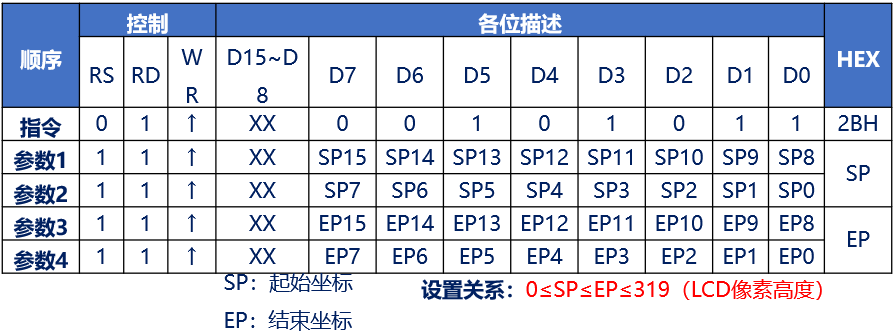 顺序 控制 各位描述 HEX
RS RD WR D15~D8 D7 D6 D5 D4 D3 D2 D1 D0
指令 0 1 ↑ XX 0 0 1 0 1 0 1 1 2BH
参数1 1 1 ↑ XX SP15 SP14 SP13 SP12 SP11 SP10 SP9 SP8 SP
参数2 1 1 ↑ XX SP7 SP6 SP5 SP4 SP3 SP2 SP1 SP0
参数3 1 1 ↑ XX EP15 EP14 EP13 EP12 EP11 EP10 EP9 EP8 EP
参数4 1 1 ↑ XX EP7 EP6 EP5 EP4 EP3 EP2 EP1 EP0
SP：起始坐标 设置关系：0≤SP≤EP≤319（LCD像素高度）
EP：结束坐标